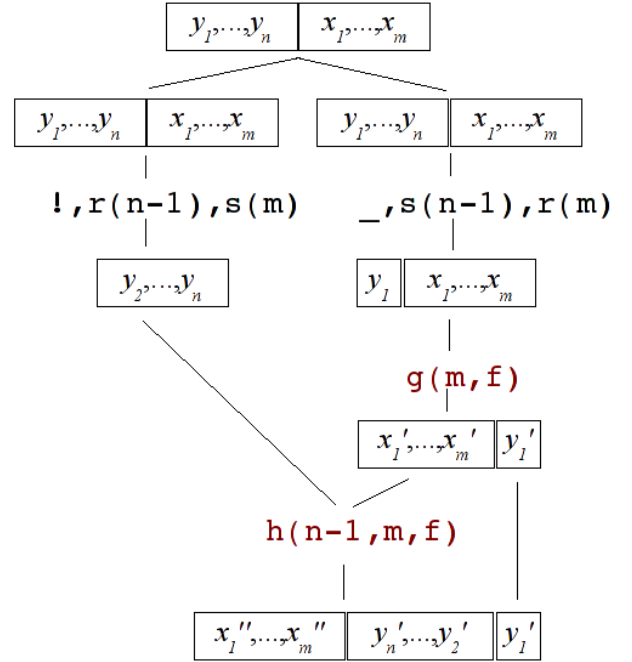 y₁,...,yₙ x₁,...,xₘ
y₁,...,yₙ x₁,...,xₘ y₁,...,yₙ x₁,...,xₘ
!,r(n-1),s(m) _,s(n-1),r(m)
y₂,...,yₙ y₁ x₁,...,xₘ
g(m,f)
x₁',...,xₘ' y₁'
h(n-1,m,f)
x₁'',...,xₘ'' yₙ',...,y₂' y₁'